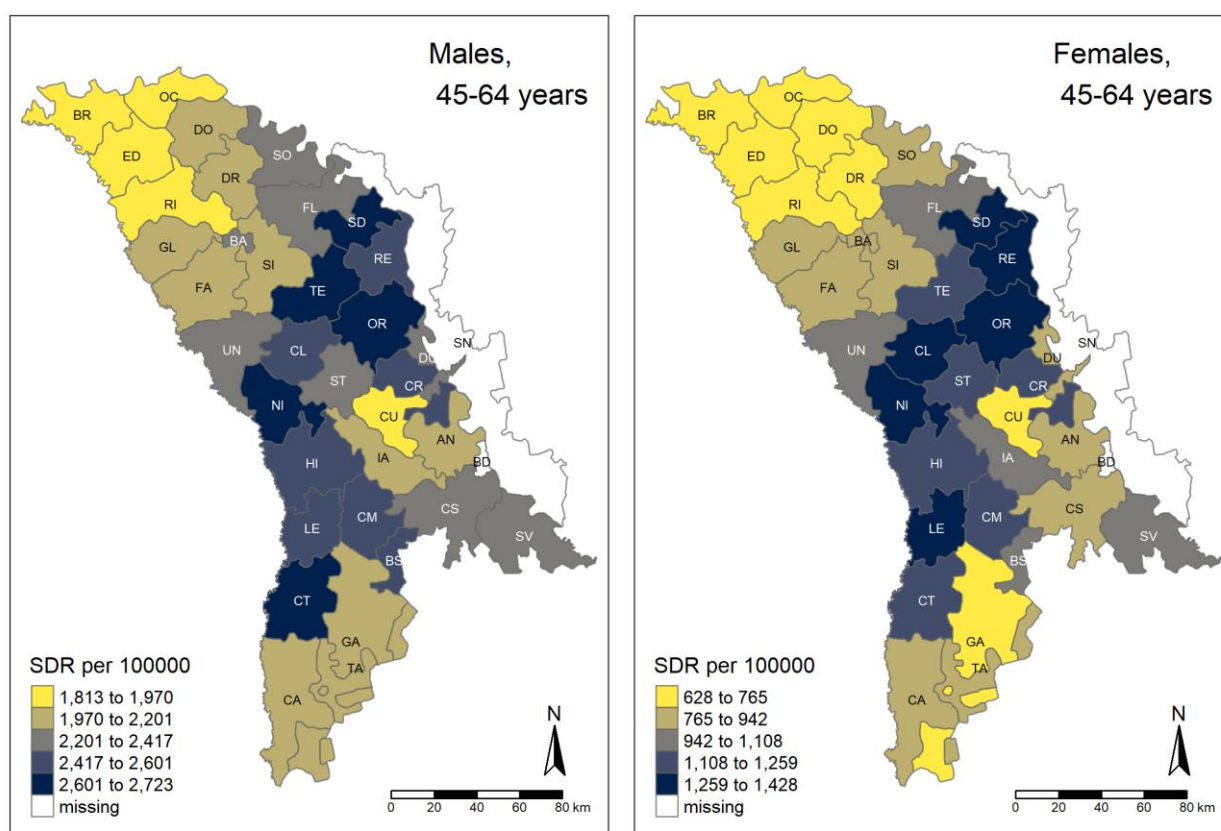 Males,
45-64 years
OC
BR
DO
ED
SO
DR
RI
FL
SD
BA
GL
RE
SI
FA
TE
OR
SN
UN
CL
DU
ST
CR
NI
CU
AN
IA
HI
BD
CS
LE
CM
SV
BS
CT
GA
TA
CA
SDR per 100000
1,813 to 1,970
1,970 to 2,201
2,201 to 2,417
2,417 to 2,601
2,601 to 2,723
missing
N
0 20 40 60 80 km
Females,
45-64 years
OC
BR
DO
ED
SO
DR
RI
FL
SD
BA
GL
RE
SI
FA
TE
OR
SN
UN
CL
DU
ST
CR
NI
CU
AN
IA
HI
BD
CS
LE
CM
SV
BS
CT
GA
TA
CA
SDR per 100000
628 to 765
765 to 942
942 to 1,108
1,108 to 1,259
1,259 to 1,428
missing
N
0 20 40 60 80 km